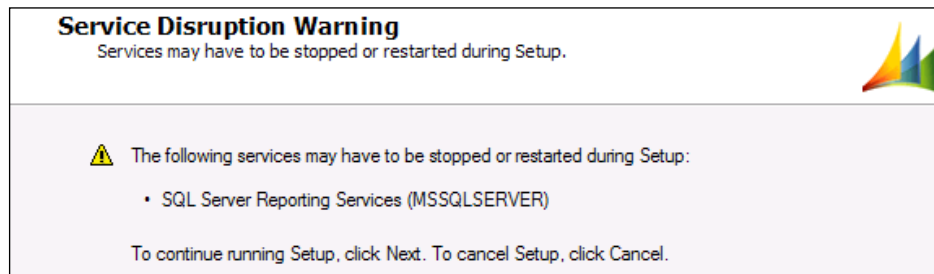 Service Disruption Warning
Services may have to be stopped or restarted during Setup.
The following services may have to be stopped or restarted during Setup:
• SQL Server Reporting Services (MSSQLSERVER)
To continue running Setup, click Next. To cancel Setup, click Cancel.